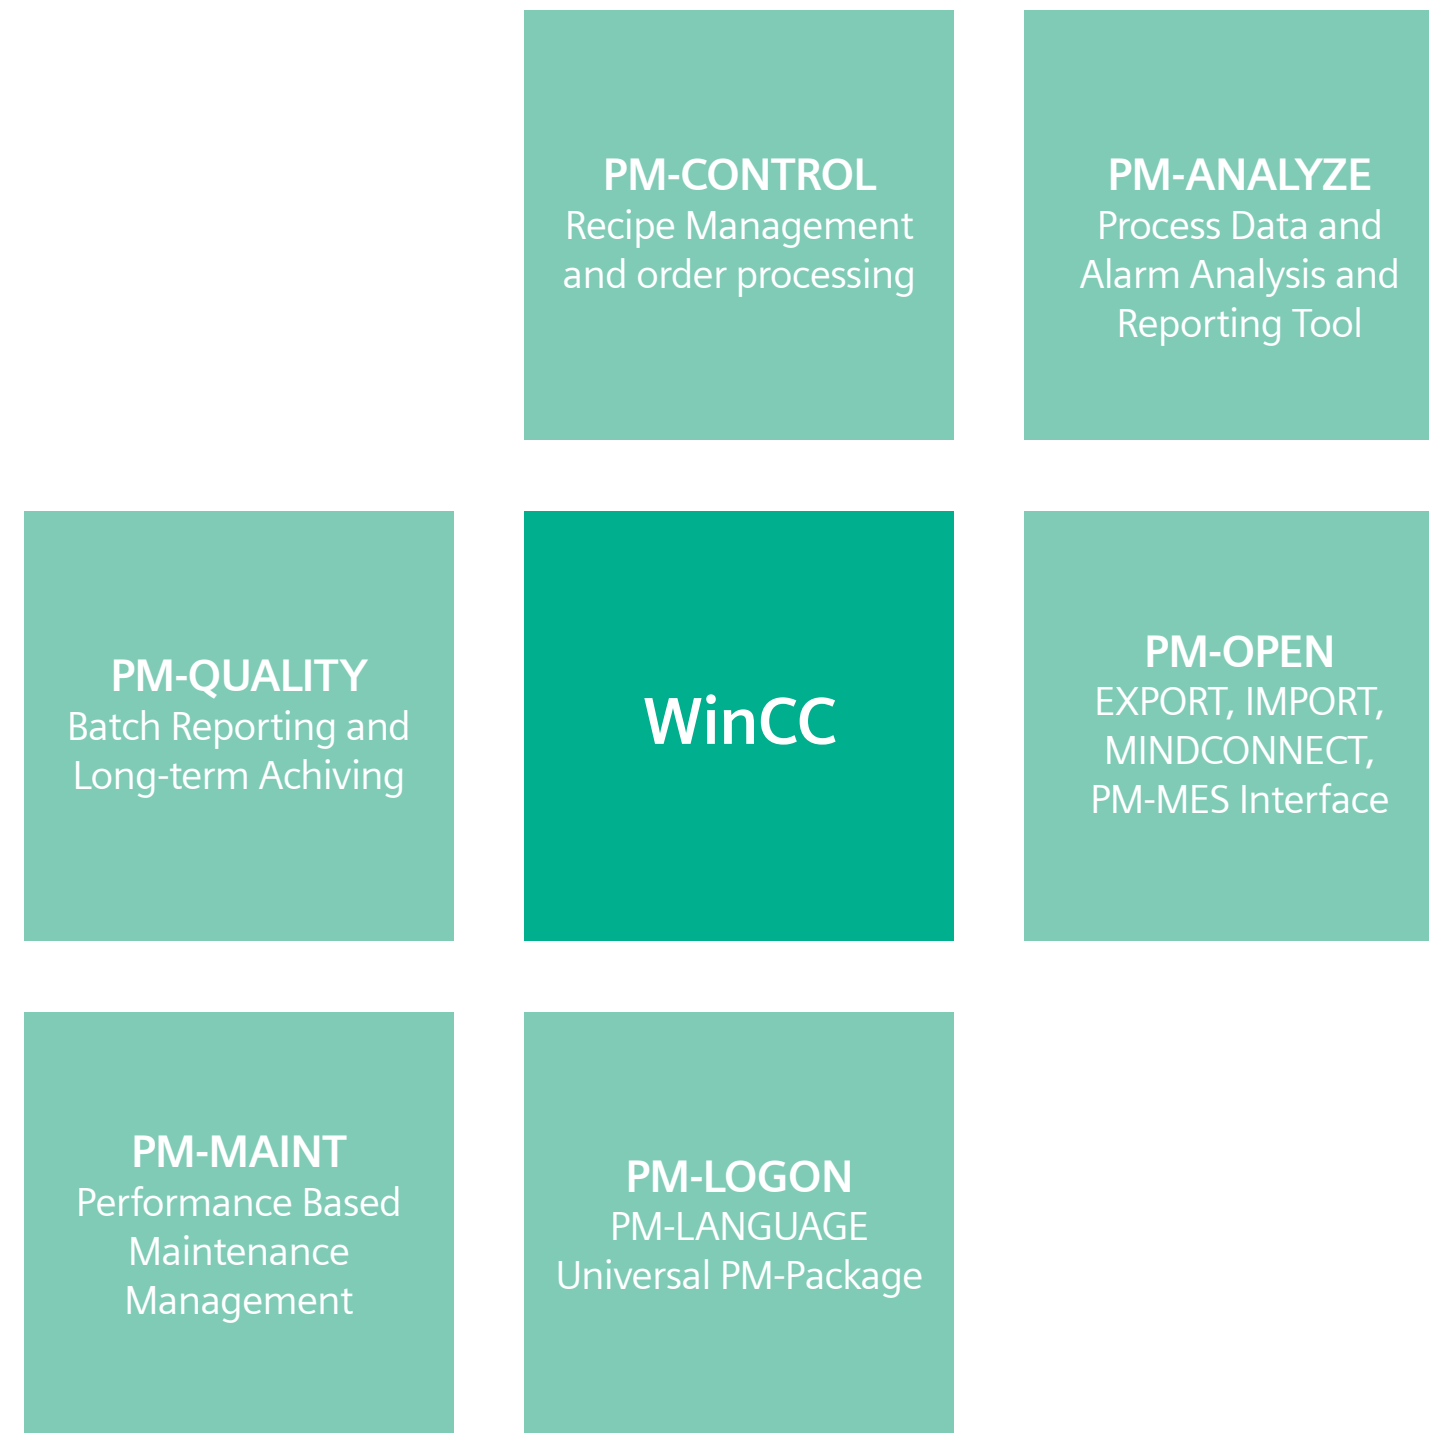 PM-CONTROL
Recipe Management
and order processing
PM-ANALYZE
Process Data and
Alarm Analysis and
Reporting Tool
PM-QUALITY
Batch Reporting and
Long-term Achiving
WinCC
PM-OPEN
EXPORT, IMPORT,
MINDCONNECT,
PM-MES Interface
PM-MAINT
Performance Based
Maintenance
Management
PM-LOGON
PM-LANGUAGE
Universal PM-Package